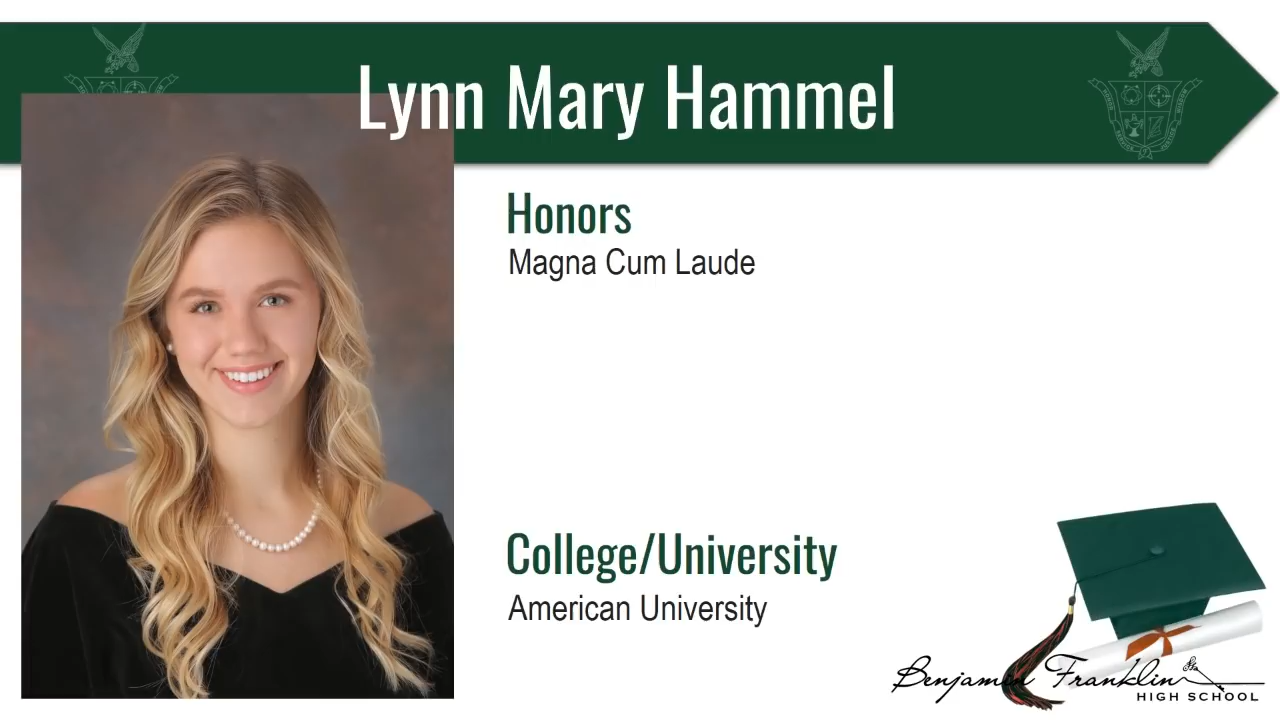 Lynn Mary Hammel
Honors
Magna Cum Laude
College/University
American University
Benjamin Franklin
HIGH SCHOOL